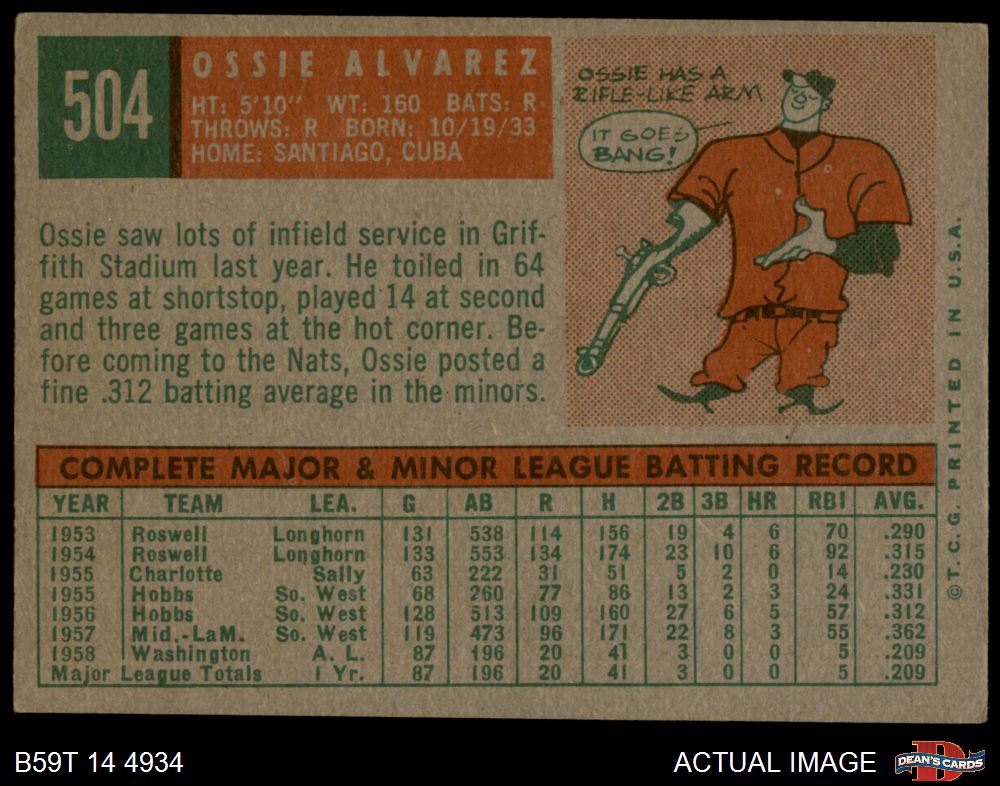 504
OSSIE ALVAREZ
HT: 5'10" WT: 160 BATS: R
THROWS: R BORN: 10/19/33
HOME: SANTIAGO, CUBA
OSSIE HAS A
RIFLE-LIKE ARM
IT GOES
BANG!
Ossie saw lots of infield service in Grif-
fith Stadium last year. He toiled in 64
games at shortstop, played 14 at second
and three games at the hot corner. Be-
fore coming to the Nats, Ossie posted a
fine .312 batting average in the minors.
COMPLETE MAJOR & MINOR LEAGUE BATTING RECORD
YEAR TEAM LEA. G AB R H 2B 3B HR RBI AVG.
1953 Roswell Longhorn 131 538 114 156 19 4 6 70 .290
1954 Roswell Longhorn 133 553 134 174 23 10 6 92 .315
1955 Charlotte Sally 63 222 31 51 5 2 0 14 .230
1955 Hobbs So. West 68 260 77 86 13 2 3 24 .331
1956 Hobbs So. West 128 513 109 160 27 6 5 57 .312
1957 Mid.-LaM. So. West 119 473 96 171 22 8 3 55 .362
1958 Washington A. L. 87 196 20 41 3 0 0 5 .209
Major League Totals 1 Yr. 87 196 20 41 3 0 0 5 .209
© T. C. G. PRINTED IN U.S.A.
B59T 14 4934
ACTUAL IMAGE
D
DEAN'S CARDS